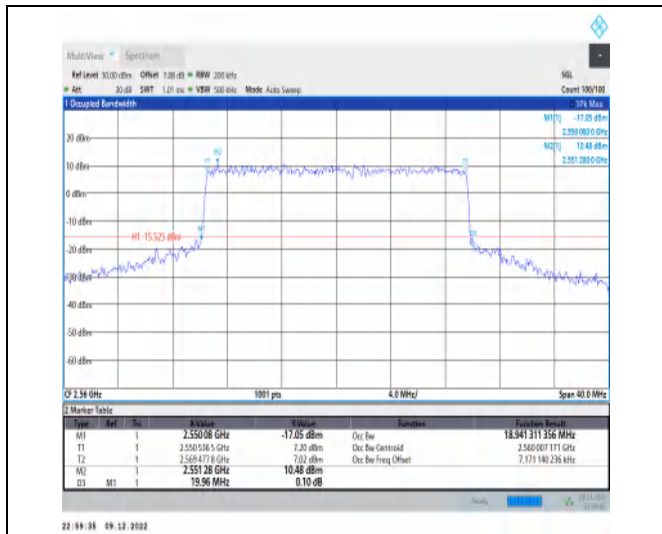 MultiView Spectrum
Ref Level 30.00 dBm Offset 7.08 dB RBW 200 kHz SGL
Att 30 dB SWT 1.01 ms VBW 500 kHz Mode Auto Sweep Count 100/100
1 Occupied Bandwidth 1Pk Max
M1[1] -17.05 dBm
2.550 080 0 GHz
M2[1] 10.48 dBm
2.551 280 0 GHz
20 dBm
M2
T1 T2
10 dBm
0 dBm
-10 dBm
M1
H1 -15.525 dBm
D3
-20 dBm
-30 dBm
-40 dBm
-50 dBm
-60 dBm
CF 2.56 GHz 1001 pts 4.0 MHz/ Span 40.0 MHz
2 Marker Table
Type Ref Trc X-Value Y-Value Function Function Result
M1 1 2.55008 GHz -17.05 dBm Occ Bw 18.941 311 356 MHz
T1 1 2.550 536 5 GHz 7.20 dBm Occ Bw Centroid 2.560 007 171 GHz
T2 1 2.569 477 8 GHz 7.02 dBm Occ Bw Freq Offset 7.171 140 236 kHz
M2 1 2.551 28 GHz 10.48 dBm
D3 M1 1 19.96 MHz 0.10 dB
Ready
22:59:35 09.12.2022